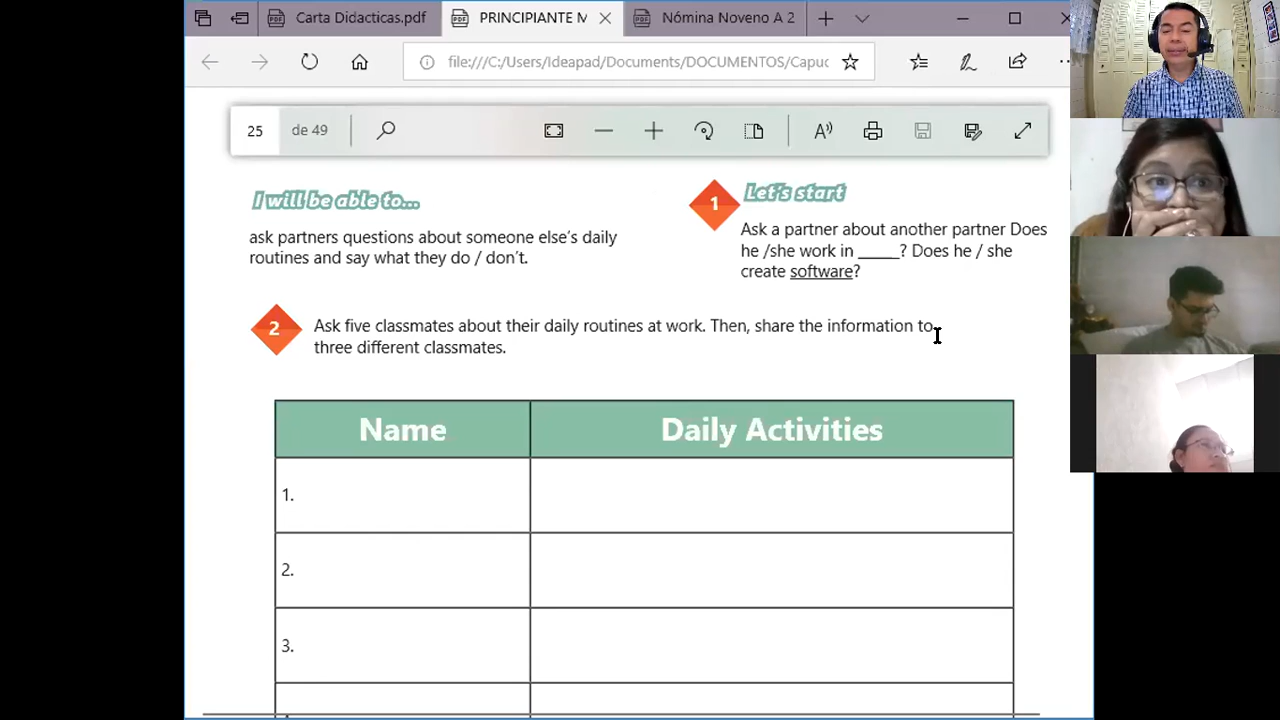 Carta Didacticas.pdf
PRINCIPIANTE M
Nómina Noveno A 2
file:///C:/Users/Ideapad/Documents/DOCUMENTOS/Capuc
25
de 49
I will be able to...
ask partners questions about someone else's daily
routines and say what they do / don't.
1
Let's start
Ask a partner about another partner Does
he /she work in _____? Does he / she
create software?
2
Ask five classmates about their daily routines at work. Then, share the information to
three different classmates.
Name
Daily Activities
1.
2.
3.